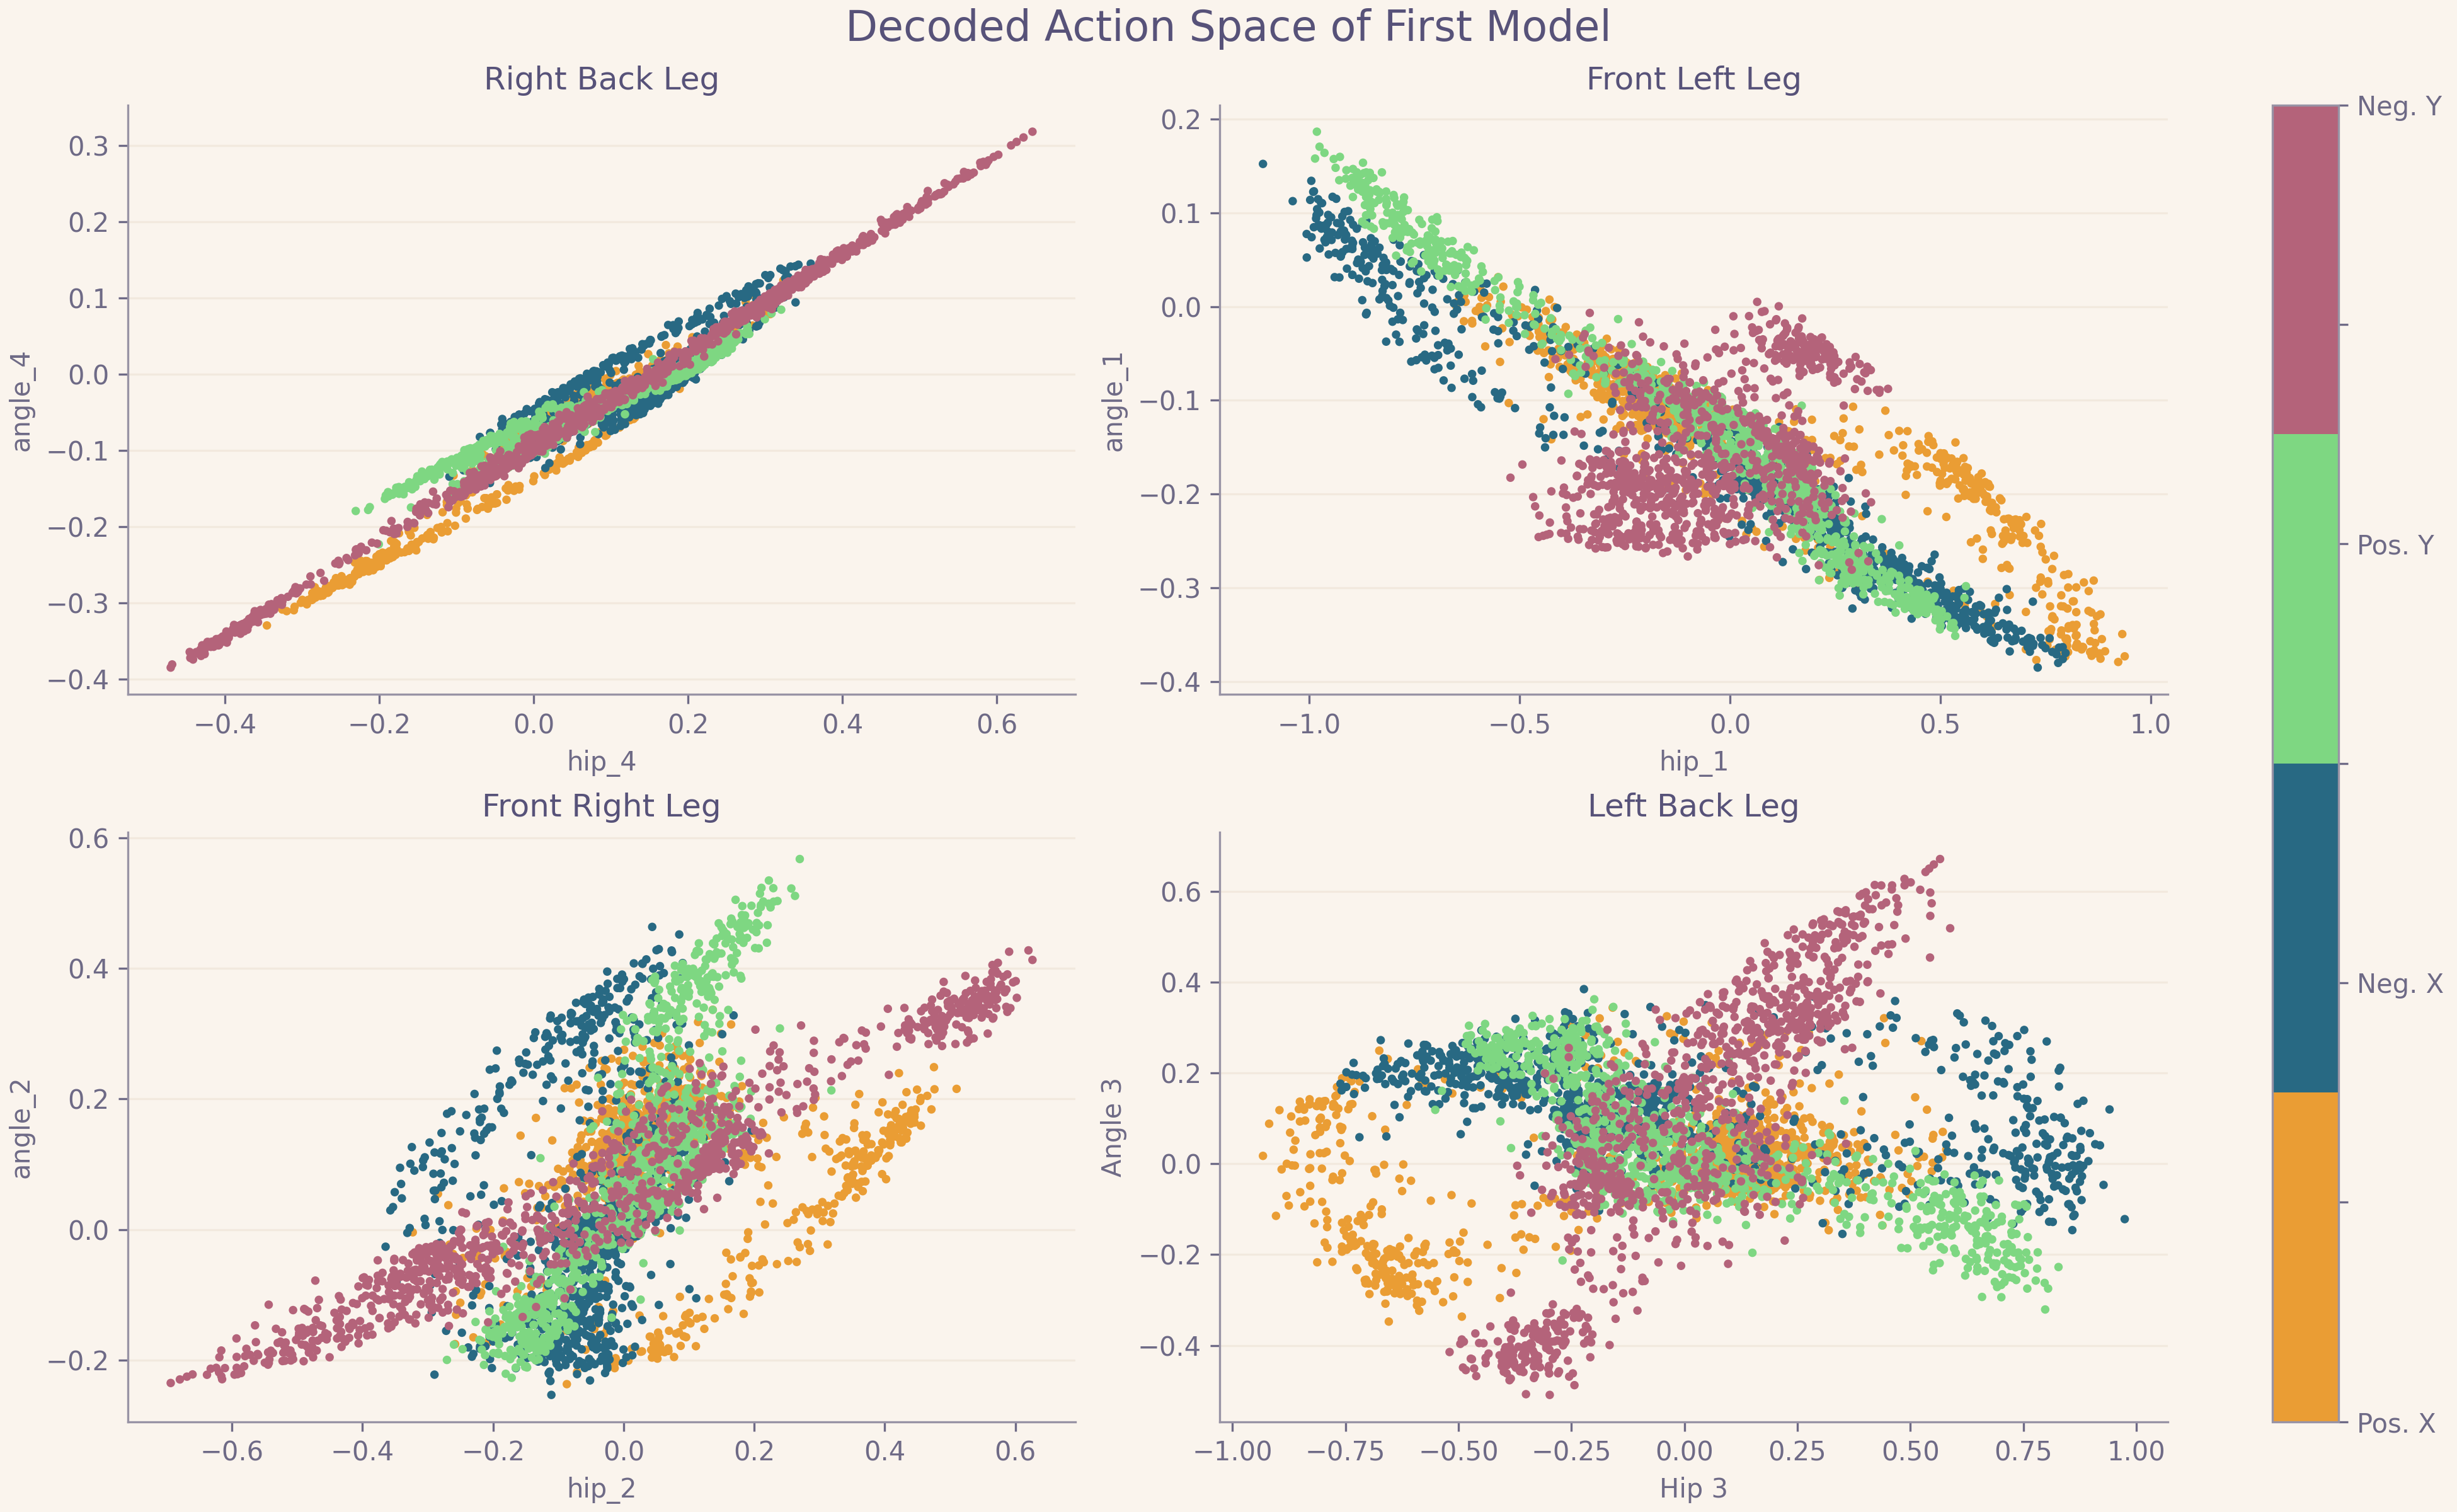 Decoded Action Space of First Model
Right Back Leg
angle_4
0.3
0.2
0.1
0.0
−0.1
−0.2
−0.3
−0.4
−0.4 −0.2 0.0 0.2 0.4 0.6
hip_4
Front Left Leg
angle_1
0.2
0.1
0.0
−0.1
−0.2
−0.3
−0.4
−1.0 −0.5 0.0 0.5 1.0
hip_1
Front Right Leg
angle_2
0.6
0.4
0.2
0.0
−0.2
−0.6 −0.4 −0.2 0.0 0.2 0.4 0.6
hip_2
Left Back Leg
Angle 3
0.6
0.4
0.2
0.0
−0.2
−0.4
−1.00 −0.75 −0.50 −0.25 0.00 0.25 0.50 0.75 1.00
Hip 3
Neg. Y
Pos. Y
Neg. X
Pos. X